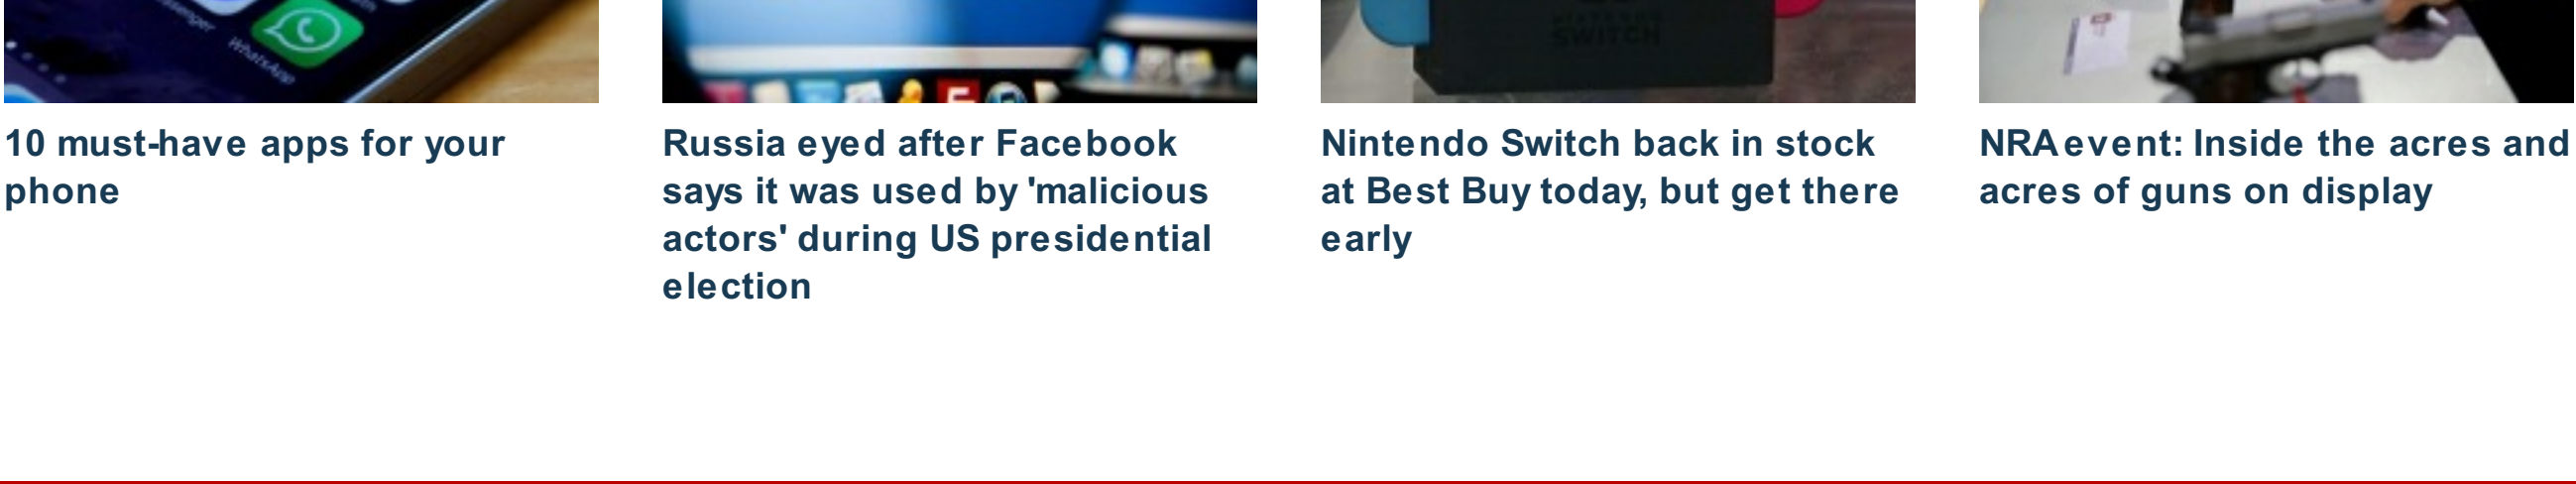 WhatsApp
SWITCH
10 must-have apps for your
phone
Russia eyed after Facebook
says it was used by 'malicious
actors' during US presidential
election
Nintendo Switch back in stock
at Best Buy today, but get there
early
NRA event: Inside the acres and
acres of guns on display